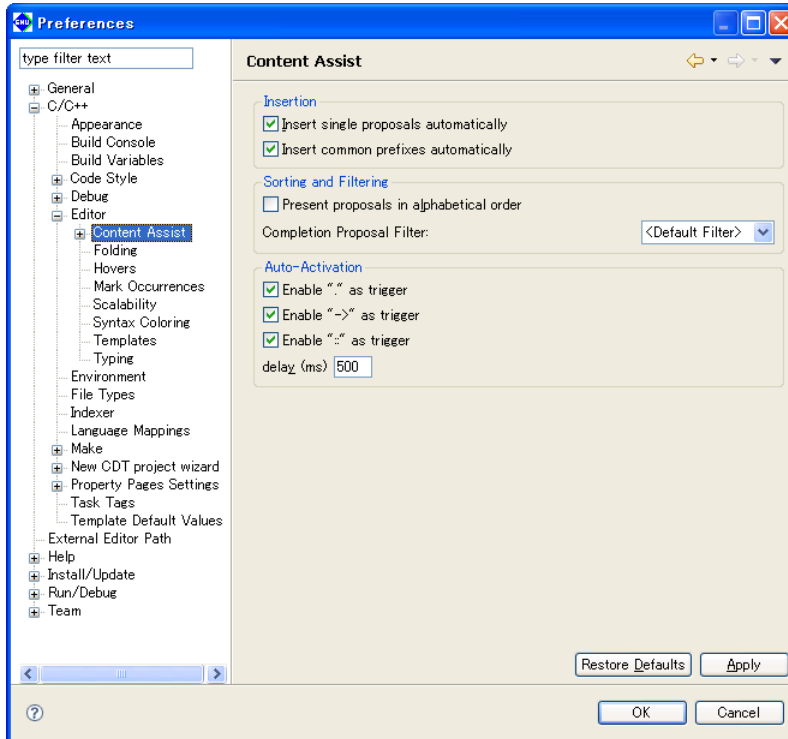 Preferences
type filter text
General
C/C++
Appearance
Build Console
Build Variables
Code Style
Debug
Editor
Content Assist
Folding
Hovers
Mark Occurrences
Scalability
Syntax Coloring
Templates
Typing
Environment
File Types
Indexer
Language Mappings
Make
New CDT project wizard
Property Pages Settings
Task Tags
Template Default Values
External Editor Path
Help
Install/Update
Run/Debug
Team
Content Assist
Insertion
Insert single proposals automatically
Insert common prefixes automatically
Sorting and Filtering
Present proposals in alphabetical order
Completion Proposal Filter: <Default Filter>
Auto-Activation
Enable "." as trigger
Enable "->" as trigger
Enable "::" as trigger
delay (ms) 500
Restore Defaults Apply
OK Cancel